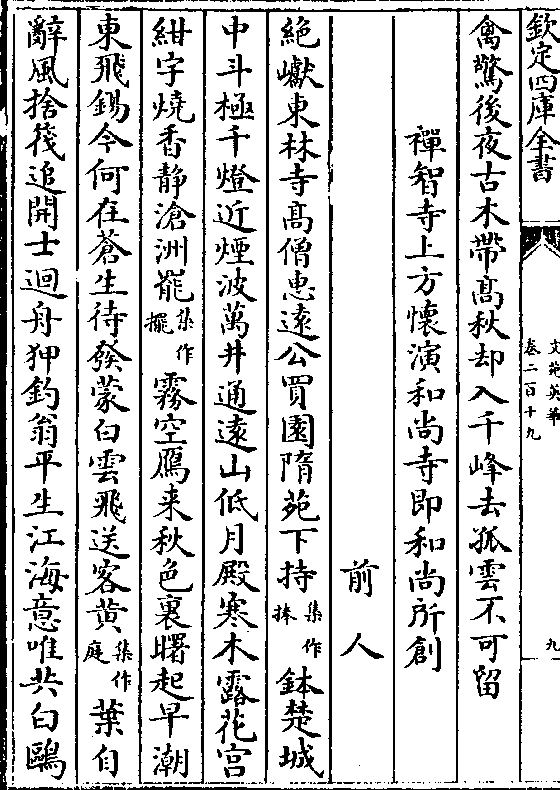 欽定四庫全書
文苑英華
卷二百十九
九
禽驚後夜古木帶髙秋却入千峰去孤雲不可留
禪智寺上方懷演和尚寺即和尚所創
前人
絶巘東林寺髙僧惠遠公買園隋苑下持集作捧鉢楚城
中斗極千燈近煙波萬井通遠山低月殿寒木露花宫
紺宇燒香静滄洲罷集作擺霧空鴈来秋色裏曙起早潮
東飛錫今何在蒼生待發蒙白雲飛送客黄集作庭葉自
辭風捨筏追開士迴舟狎釣翁平生江海意唯共白鷗